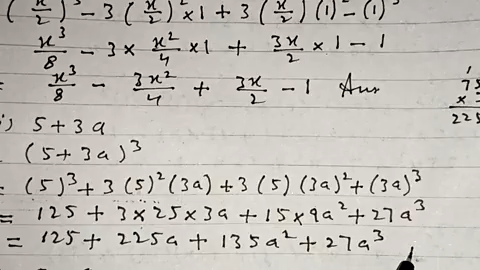 (x/2)³ - 3(x/2)² × 1 + 3(x/2)(1)² - (1)³
x³/8 - 3 × x²/4 × 1 + 3x/2 × 1 - 1
= x³/8 - 3x²/4 + 3x/2 - 1 Ans
) 5 + 3a
(5 + 3a)³
= (5)³ + 3(5)²(3a) + 3(5)(3a)² + (3a)³
= 125 + 3×25×3a + 15×9a² + 27a³
= 125 + 225a + 135a² + 27a³
225